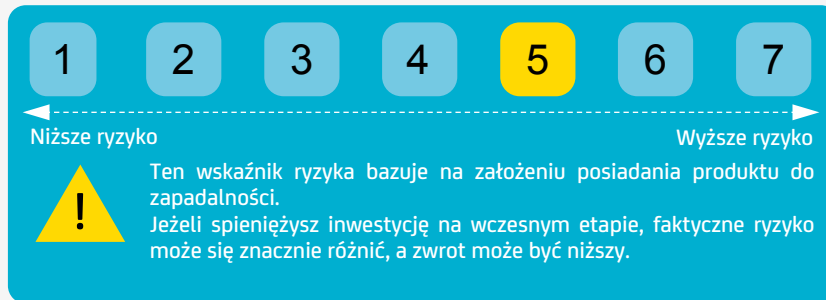 1 2 3 4 5 6 7
Niższe ryzyko Wyższe ryzyko
!
Ten wskaźnik ryzyka bazuje na założeniu posiadania produktu do
zapadalności.
Jeżeli spieniężysz inwestycję na wczesnym etapie, faktyczne ryzyko
może się znacznie różnić, a zwrot może być niższy.